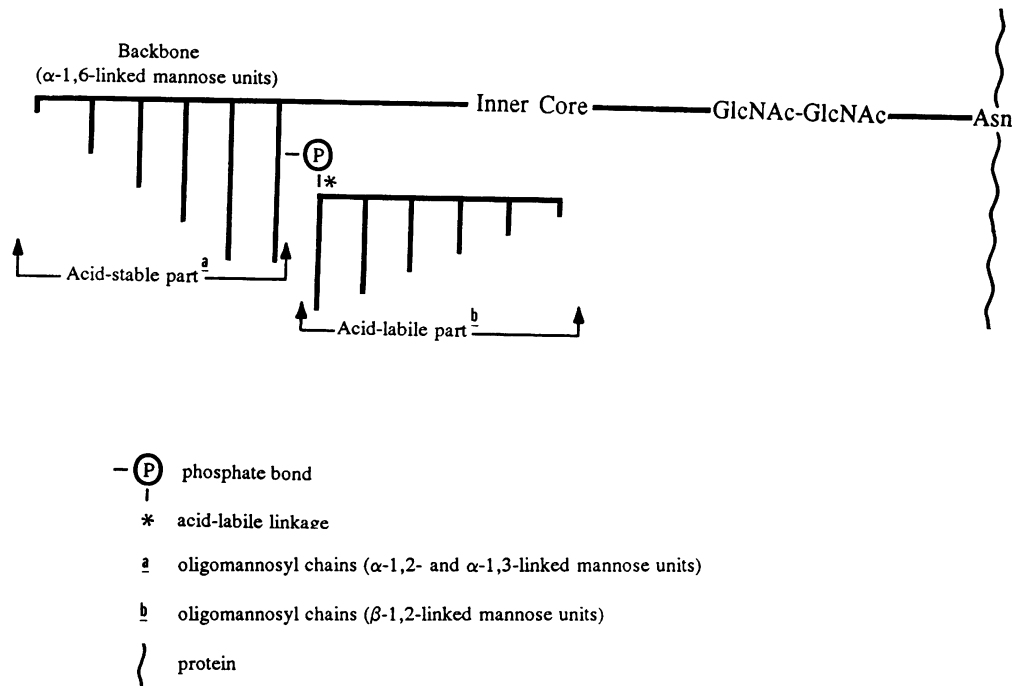 Backbone
(α-1,6-linked mannose units)
Inner Core
GlcNAc-GlcNAc
Asn
P
*
Acid-stable part a
Acid-labile part b
P phosphate bond
* acid-labile linkage
a oligomannosyl chains (α-1,2- and α-1,3-linked mannose units)
b oligomannosyl chains (β-1,2-linked mannose units)
protein